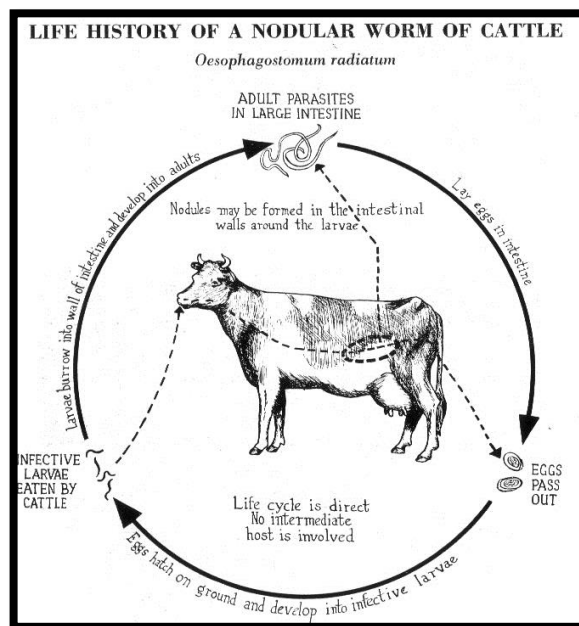 LIFE HISTORY OF A NODULAR WORM OF CATTLE
Oesophagostomum radiatum
ADULT PARASITES
IN LARGE INTESTINE
Lay eggs in intestine
Larvae burrow into wall of intestine and develop into adults
Nodules may be formed in the intestinal
walls around the larvae
INFECTIVE
LARVAE
EATEN BY
CATTLE
EGGS
PASS
OUT
Life cycle is direct
No intermediate
host is involved
Eggs hatch on ground and develop into infective larvae